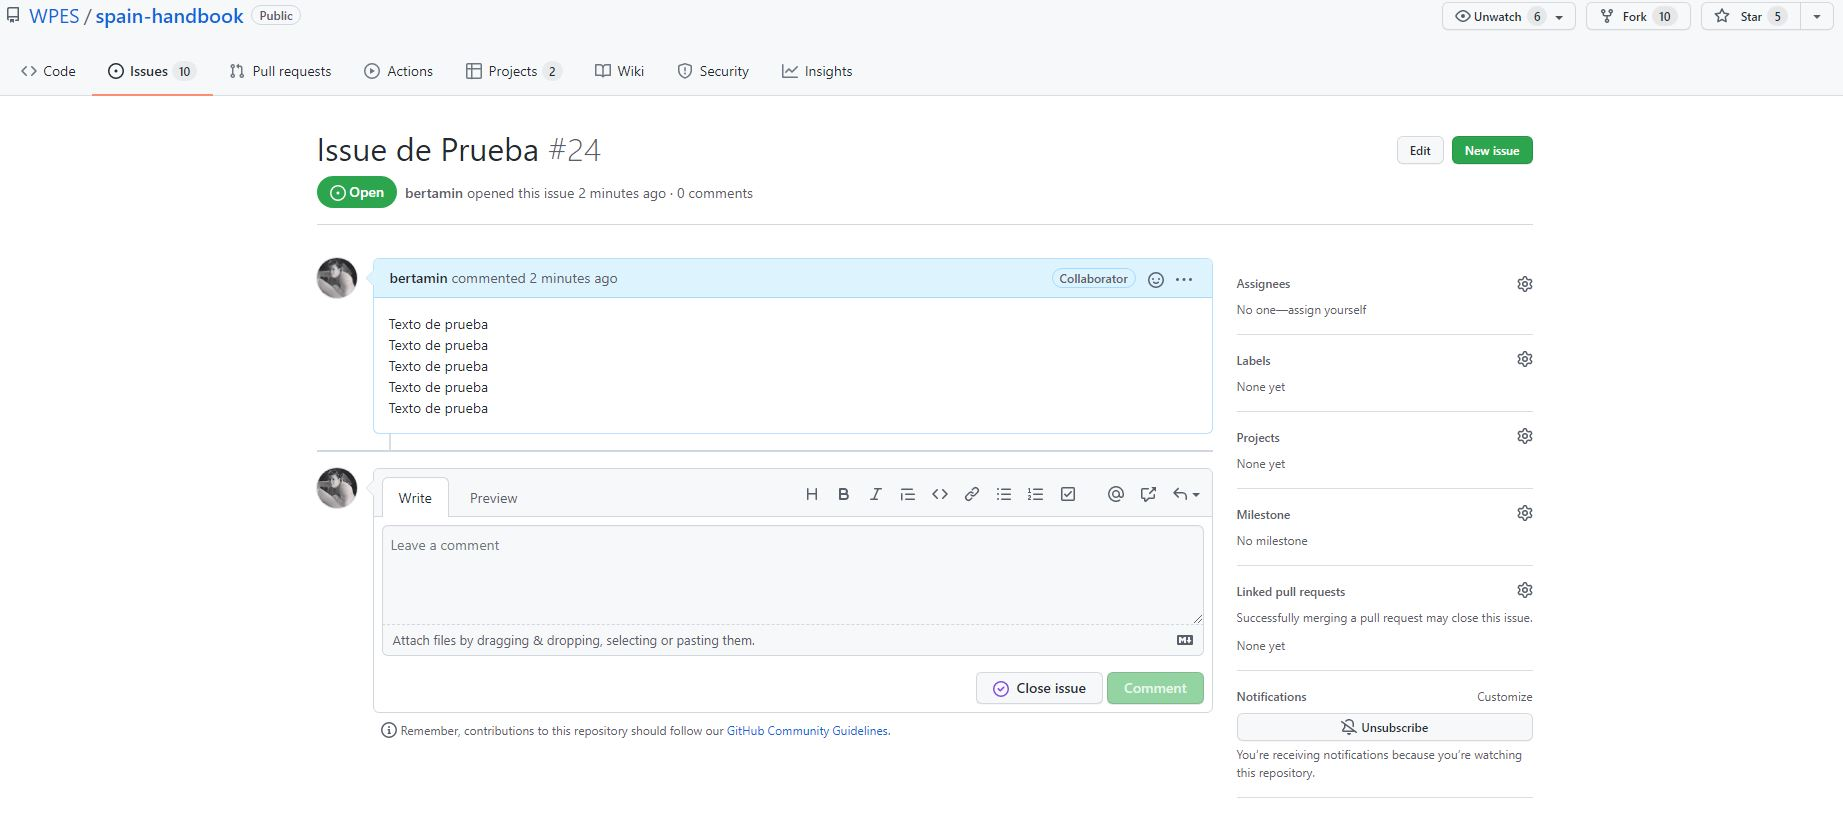 WPES / spain-handbook Public
Unwatch 6 Fork 10 Star 5
Code Issues 10 Pull requests Actions Projects 2 Wiki Security Insights
Issue de Prueba #24
Edit New issue
Open bertamin opened this issue 2 minutes ago · 0 comments
bertamin commented 2 minutes ago Collaborator
Texto de prueba
Texto de prueba
Texto de prueba
Texto de prueba
Texto de prueba
Write Preview
Leave a comment
Attach files by dragging & dropping, selecting or pasting them.
Close issue Comment
Remember, contributions to this repository should follow our GitHub Community Guidelines.
Assignees
No one—assign yourself
Labels
None yet
Projects
None yet
Milestone
No milestone
Linked pull requests
Successfully merging a pull request may close this issue.
None yet
Notifications Customize
Unsubscribe
You're receiving notifications because you're watching
this repository.